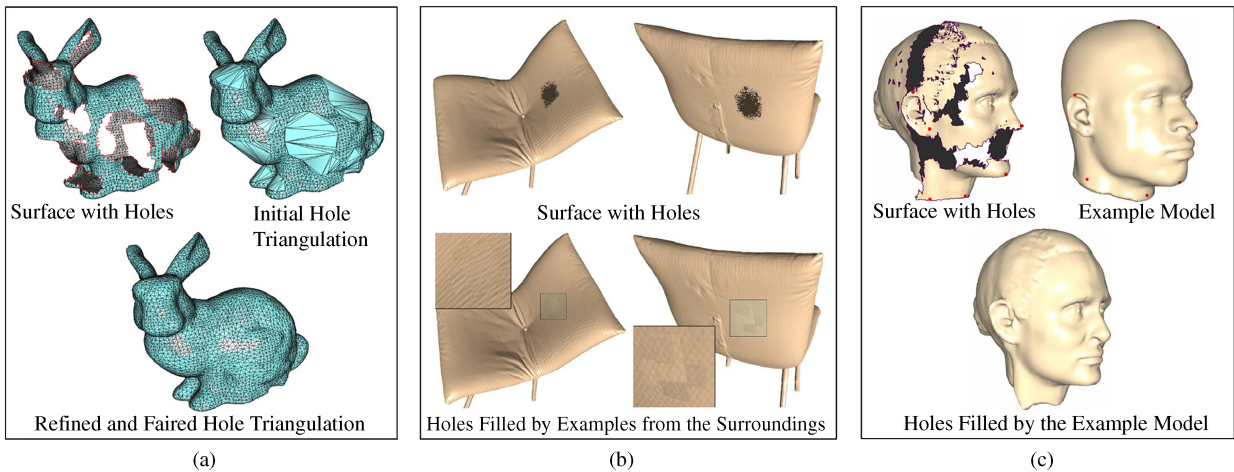 Surface with Holes
Initial Hole
Triangulation
Refined and Faired Hole Triangulation
(a)
Surface with Holes
Holes Filled by Examples from the Surroundings
(b)
Surface with Holes
Example Model
Holes Filled by the Example Model
(c)